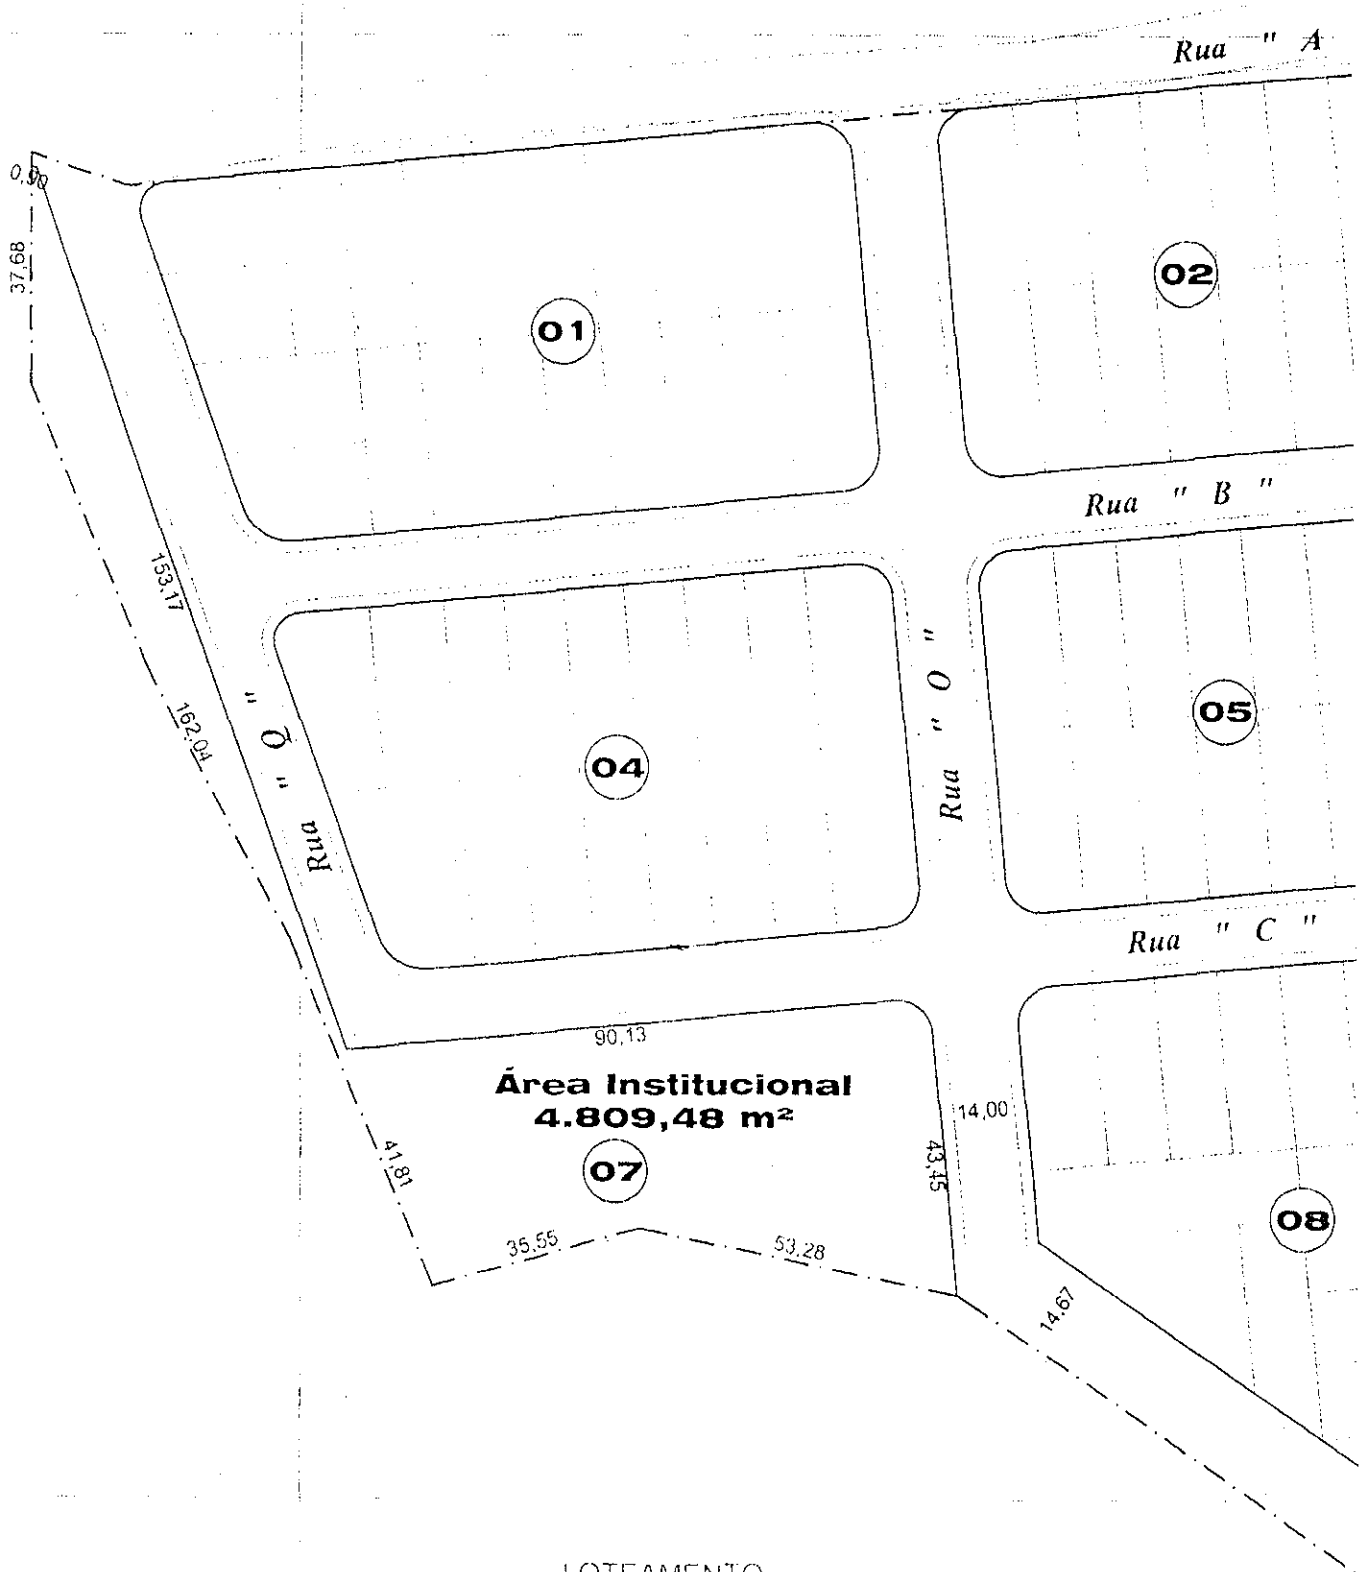 Rua " A
0,90
37,68
02
01
Rua " B "
153,17
Rua " O "
162,04
Rua " Q "
05
04
Rua " C "
90,13
Área Institucional
4.809,48 m²
14,00
43,45
41,81
07
08
35,55
53,28
14,67
LOTEAMENTO